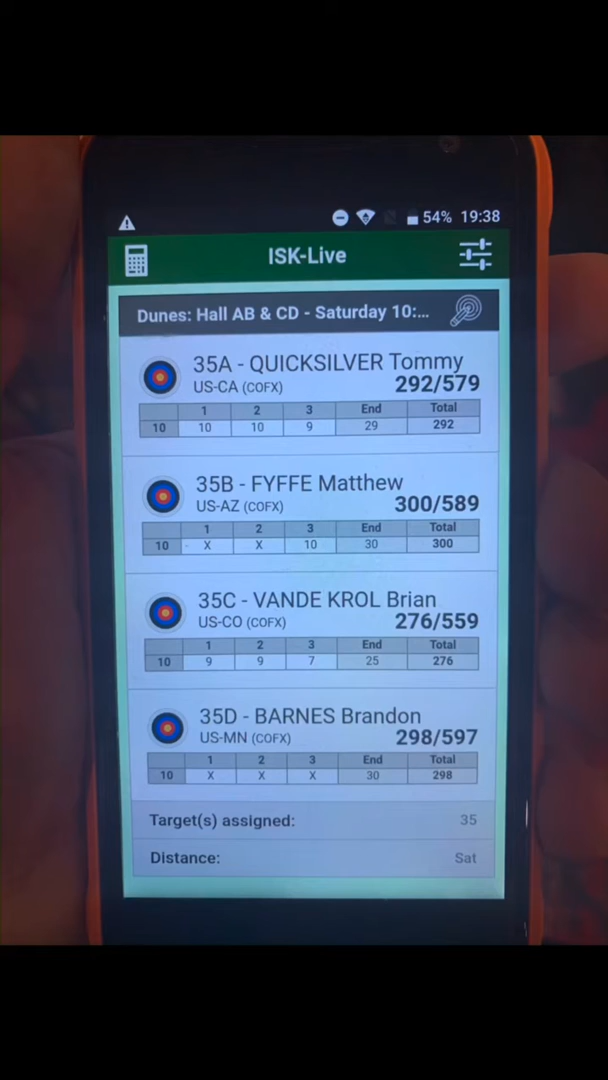 54% 19:38
ISK-Live
Dunes: Hall AB & CD - Saturday 10:...
35A - QUICKSILVER Tommy
US-CA (COFX) 292/579
1 2 3 End Total
10 10 10 9 29 292
35B - FYFFE Matthew
US-AZ (COFX) 300/589
1 2 3 End Total
10 X X 10 30 300
35C - VANDE KROL Brian
US-CO (COFX) 276/559
1 2 3 End Total
10 9 9 7 25 276
35D - BARNES Brandon
US-MN (COFX) 298/597
1 2 3 End Total
10 X X X 30 298
Target(s) assigned: 35
Distance: Sat